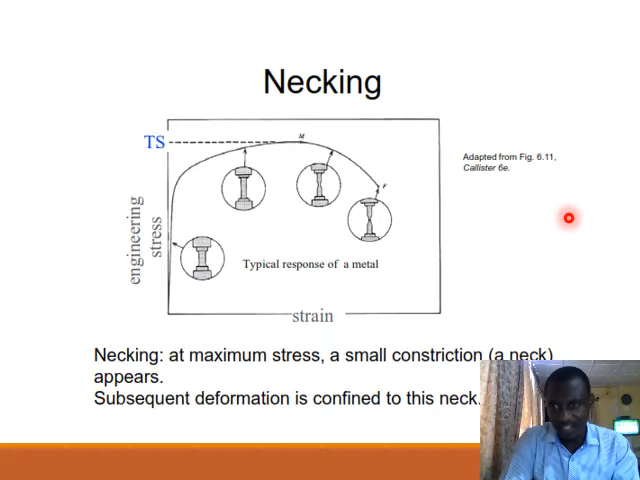 Necking
TS
M
F
Adapted from Fig. 6.11,
Callister 6e.
engineering
stress
Typical response of a metal
strain
Necking: at maximum stress, a small constriction (a neck)
appears.
Subsequent deformation is confined to this neck.